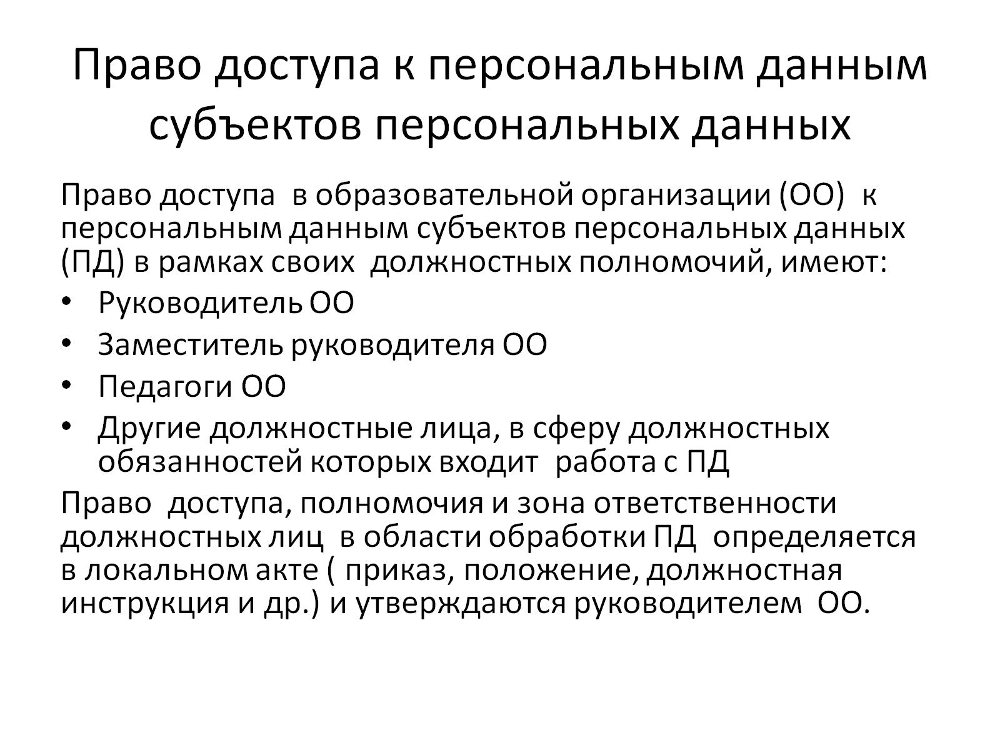 Право доступа к персональным данным
субъектов персональных данных
Право доступа  в образовательной организации (ОО)  к
персональным данным субъектов персональных данных
(ПД) в рамках своих  должностных полномочий, имеют:
• Руководитель ОО
• Заместитель руководителя ОО
• Педагоги ОО
• Другие должностные лица, в сферу должностных
обязанностей которых входит  работа с ПД
Право  доступа, полномочия и зона ответственности
должностных лиц  в области обработки ПД  определяется
в локальном акте ( приказ, положение, должностная
инструкция и др.) и утверждаются руководителем  ОО.